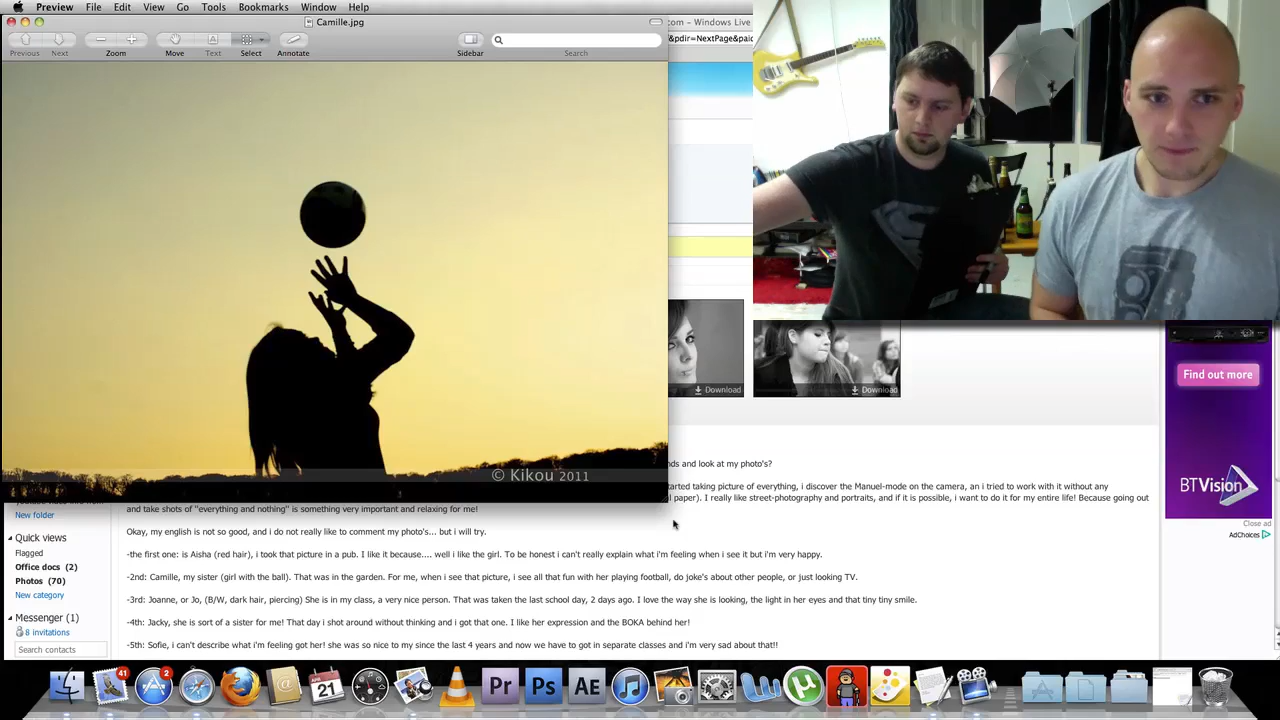 Preview File Edit View Go Tools Bookmarks Window Help
Camille.jpg
com - Windows Live
Previous Next Zoom Move Text Select Annotate Sidebar Search
&pdir=NextPage&paid
Download
Download
Find out more
BTVision
Close ad
AdChoices
© Kikou 2011
nds and look at my photo's?
tarted taking picture of everything, i discover the Manuel-mode on the camera, an i tried to work with it without any
l paper). I really like street-photography and portraits, and if it is possible, i want to do it for my entire life! Because going out
and take shots of "everything and nothing" is something very important and relaxing for me!
Okay, my english is not so good, and i do not really like to comment my photo's... but i will try.
-the first one: is Aisha (red hair), i took that picture in a pub. I like it because.... well i like the girl. To be honest i can't really explain what i'm feeling when i see it but i'm very happy.
-2nd: Camille, my sister (girl with the ball). That was in the garden. For me, when i see that picture, i see all that fun with her playing football, do joke's about other people, or just looking TV.
-3rd: Joanne, or Jo, (B/W, dark hair, piercing) She is in my class, a very nice person. That was taken the last school day, 2 days ago. I love the way she is looking, the light in her eyes and that tiny tiny smile.
-4th: Jacky, she is sort of a sister for me! That day i shot around without thinking and i got that one. I like her expression and the BOKA behind her!
-5th: Sofie, i can't describe what i'm feeling got her! she was so nice to my since the last 4 years and now we have to got in separate classes and i'm very sad about that!!
New folder
Quick views
Flagged
Office docs (2)
Photos (70)
New category
Messenger (1)
8 invitations
Search contacts
41
2
APR
21
Pr
Ps
AE